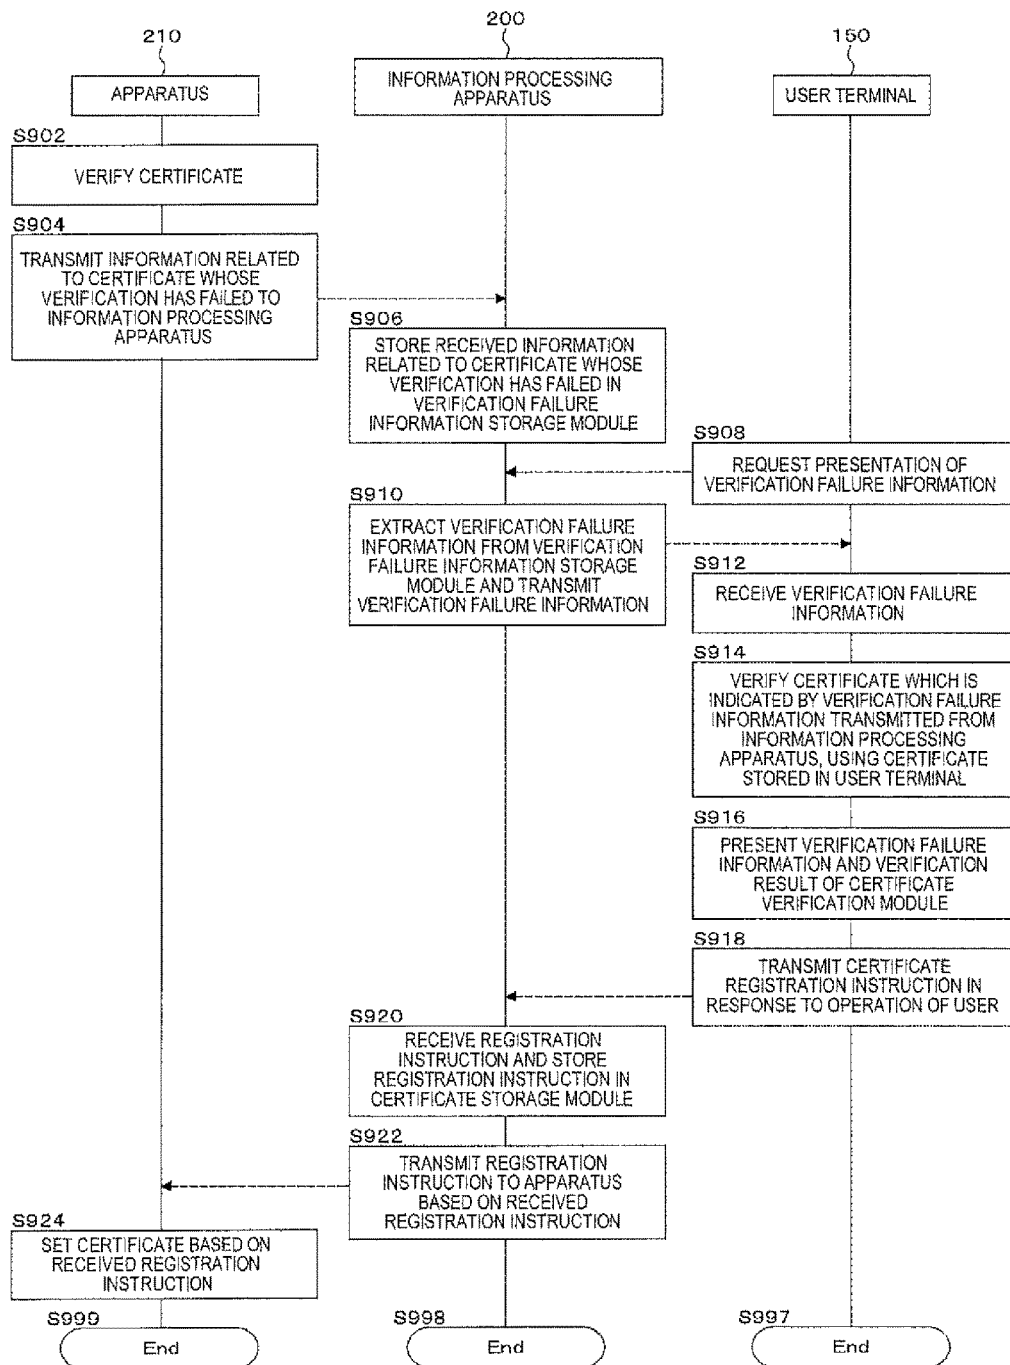 210
200
150
APPARATUS
INFORMATION PROCESSING
APPARATUS
USER TERMINAL
S902
VERIFY CERTIFICATE
S904
TRANSMIT INFORMATION RELATED
TO CERTIFICATE WHOSE
VERIFICATION HAS FAILED TO
INFORMATION PROCESSING
APPARATUS
S906
STORE RECEIVED INFORMATION
RELATED TO CERTIFICATE WHOSE
VERIFICATION HAS FAILED IN
VERIFICATION FAILURE
INFORMATION STORAGE MODULE
S908
REQUEST PRESENTATION OF
VERIFICATION FAILURE INFORMATION
S910
EXTRACT VERIFICATION FAILURE
INFORMATION FROM VERIFICATION
FAILURE INFORMATION STORAGE
MODULE AND TRANSMIT
VERIFICATION FAILURE INFORMATION
S912
RECEIVE VERIFICATION FAILURE
INFORMATION
S914
VERIFY CERTIFICATE WHICH IS
INDICATED BY VERIFICATION FAILURE
INFORMATION TRANSMITTED FROM
INFORMATION PROCESSING
APPARATUS, USING CERTIFICATE
STORED IN USER TERMINAL
S916
PRESENT VERIFICATION FAILURE
INFORMATION AND VERIFICATION
RESULT OF CERTIFICATE
VERIFICATION MODULE
S918
TRANSMIT CERTIFICATE
REGISTRATION INSTRUCTION IN
RESPONSE TO OPERATION OF USER
S920
RECEIVE REGISTRATION
INSTRUCTION AND STORE
REGISTRATION INSTRUCTION IN
CERTIFICATE STORAGE MODULE
S922
TRANSMIT REGISTRATION
INSTRUCTION TO APPARATUS
BASED ON RECEIVED
REGISTRATION INSTRUCTION
S924
SET CERTIFICATE BASED ON
RECEIVED REGISTRATION
INSTRUCTION
S999
End
S998
End
S997
End